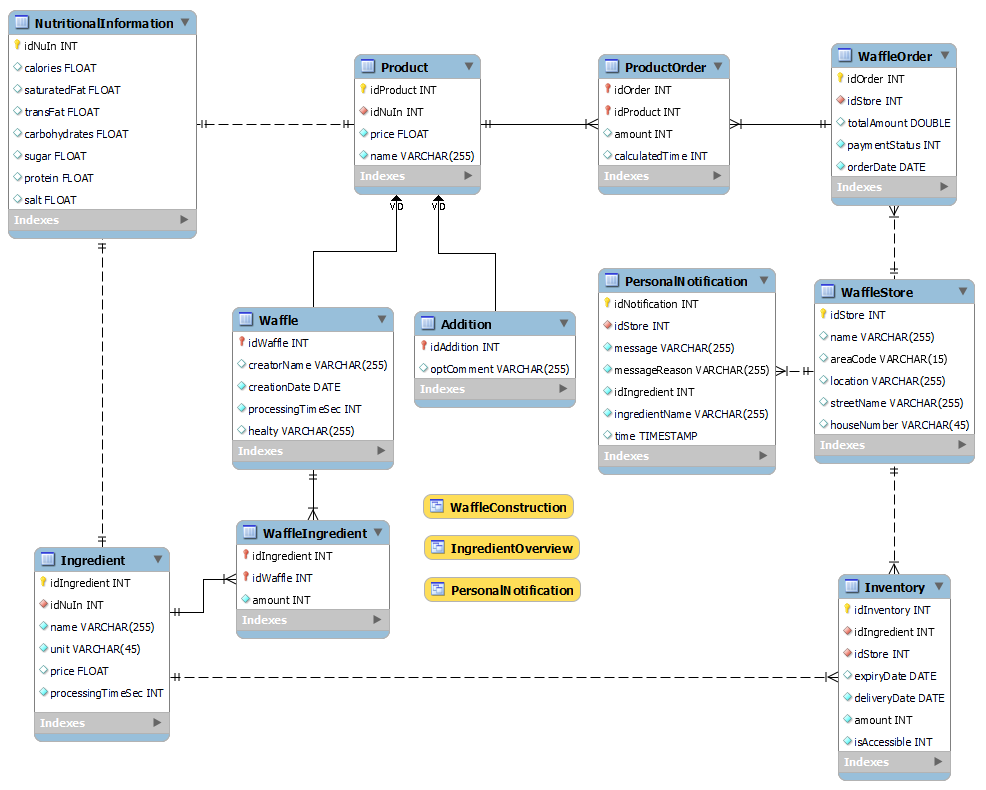 NutritionalInformation
idNuIn INT
calories FLOAT
saturatedFat FLOAT
transFat FLOAT
carbohydrates FLOAT
sugar FLOAT
protein FLOAT
salt FLOAT
Indexes
Product
idProduct INT
idNuIn INT
price FLOAT
name VARCHAR(255)
Indexes
ProductOrder
idOrder INT
idProduct INT
amount INT
calculatedTime INT
Indexes
WaffleOrder
idOrder INT
idStore INT
totalAmount DOUBLE
paymentStatus INT
orderDate DATE
Indexes
VD
VD
Waffle
idWaffle INT
creatorName VARCHAR(255)
creationDate DATE
processingTimeSec INT
healty VARCHAR(255)
Indexes
Addition
idAddition INT
optComment VARCHAR(255)
Indexes
PersonalNotification
idNotification INT
idStore INT
message VARCHAR(255)
messageReason VARCHAR(255)
idIngredient INT
ingredientName VARCHAR(255)
time TIMESTAMP
Indexes
WaffleStore
idStore INT
name VARCHAR(255)
areaCode VARCHAR(15)
location VARCHAR(255)
streetName VARCHAR(255)
houseNumber VARCHAR(45)
Indexes
WaffleConstruction
IngredientOverview
PersonalNotification
WaffleIngredient
idIngredient INT
idWaffle INT
amount INT
Indexes
Ingredient
idIngredient INT
idNuIn INT
name VARCHAR(255)
unit VARCHAR(45)
price FLOAT
processingTimeSec INT
Indexes
Inventory
idInventory INT
idIngredient INT
idStore INT
expiryDate DATE
deliveryDate DATE
amount INT
isAccessible INT
Indexes